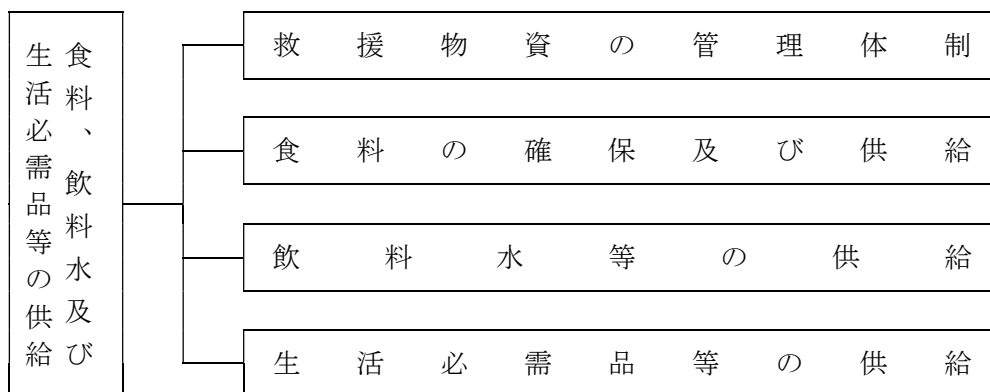 食料、飲料水及び
生活必需品等の供給
救援物資の管理体制
食料の確保及び供給
飲料水等の供給
生活必需品等の供給